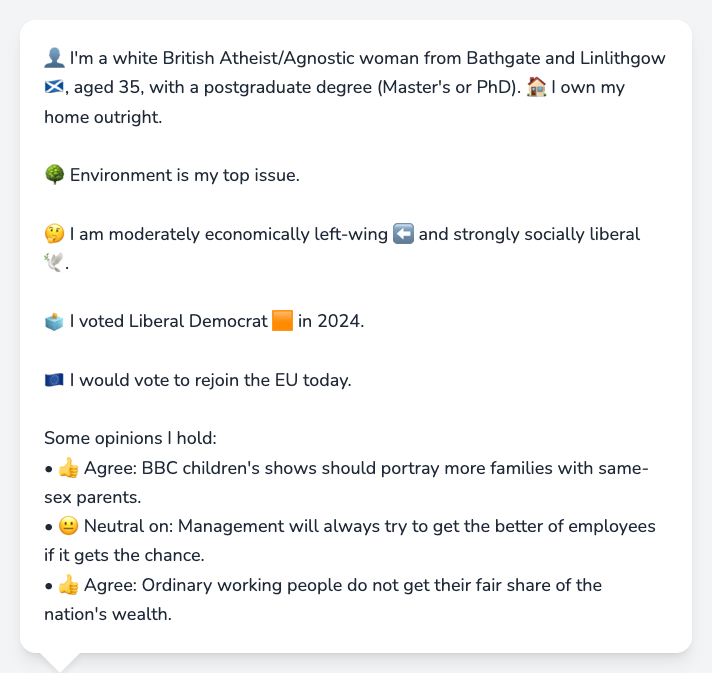 👤 I'm a white British Atheist/Agnostic woman from Bathgate and Linlithgow
🏴󠁧󠁢󠁳󠁣󠁴󠁿, aged 35, with a postgraduate degree (Master's or PhD). 🏠 I own my
home outright.
🌳 Environment is my top issue.
🤔 I am moderately economically left-wing ⬅️ and strongly socially liberal
🕊️.
🗳️ I voted Liberal Democrat 🟧 in 2024.
🇪🇺 I would vote to rejoin the EU today.
Some opinions I hold:
• 👍 Agree: BBC children's shows should portray more families with same-
sex parents.
• 😐 Neutral on: Management will always try to get the better of employees
if it gets the chance.
• 👍 Agree: Ordinary working people do not get their fair share of the
nation's wealth.